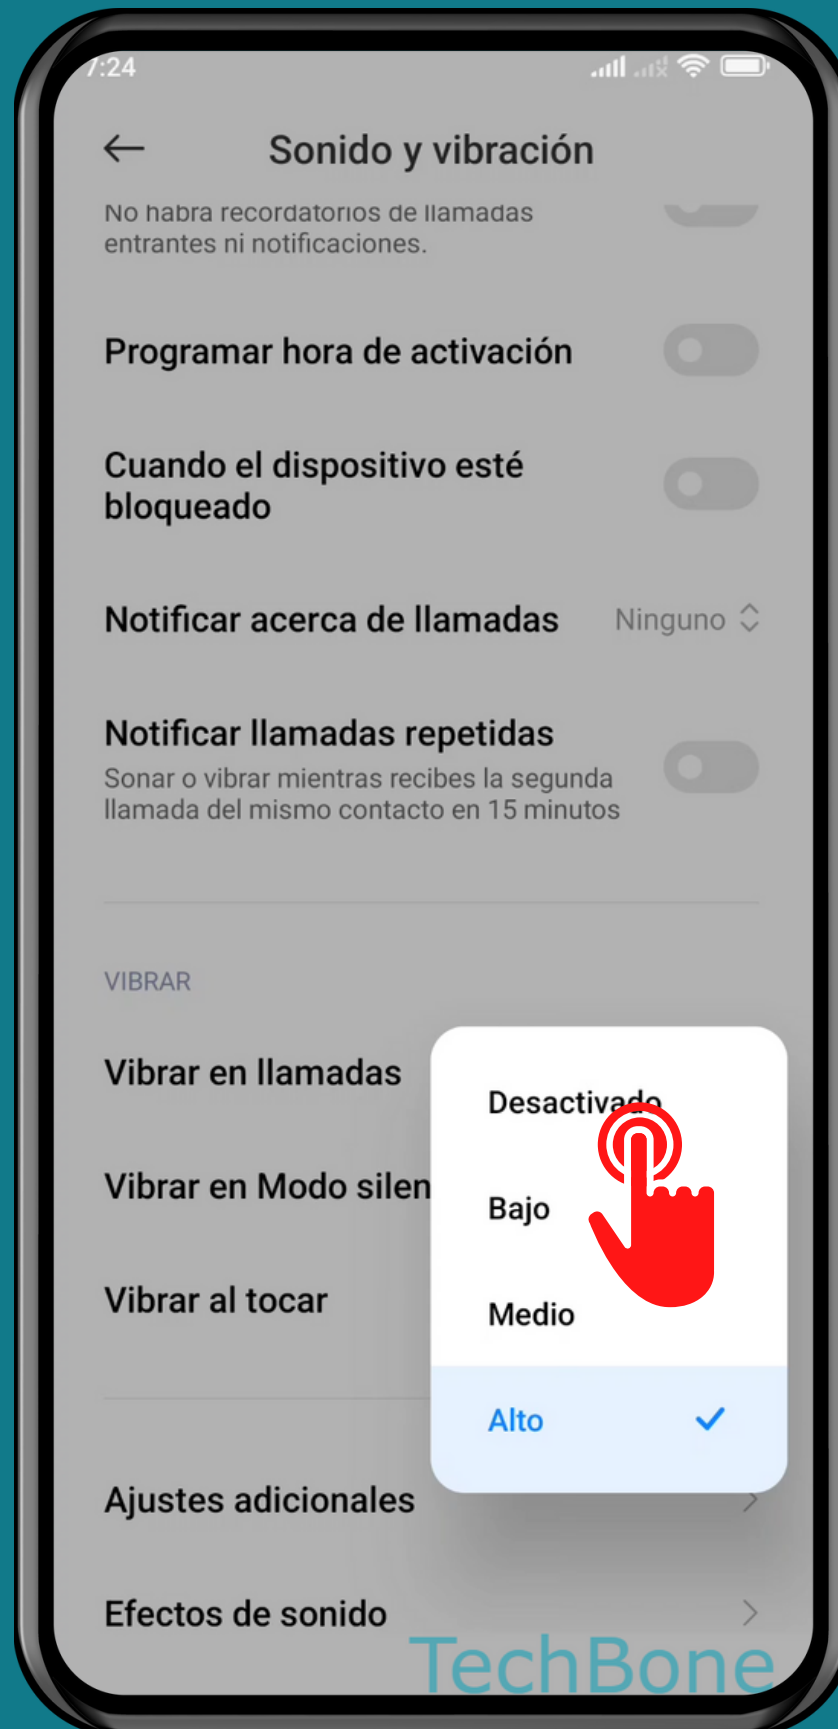 7:24
Sonido y vibración
No habra recordatorios de llamadas
entrantes ni notificaciones.
Programar hora de activación
Cuando el dispositivo esté
bloqueado
Notificar acerca de llamadas Ninguno
Notificar llamadas repetidas
Sonar o vibrar mientras recibes la segunda
llamada del mismo contacto en 15 minutos
VIBRAR
Vibrar en llamadas
Desactivado
Vibrar en Modo silen
Bajo
Vibrar al tocar
Medio
Alto
Ajustes adicionales
Efectos de sonido
TechBone